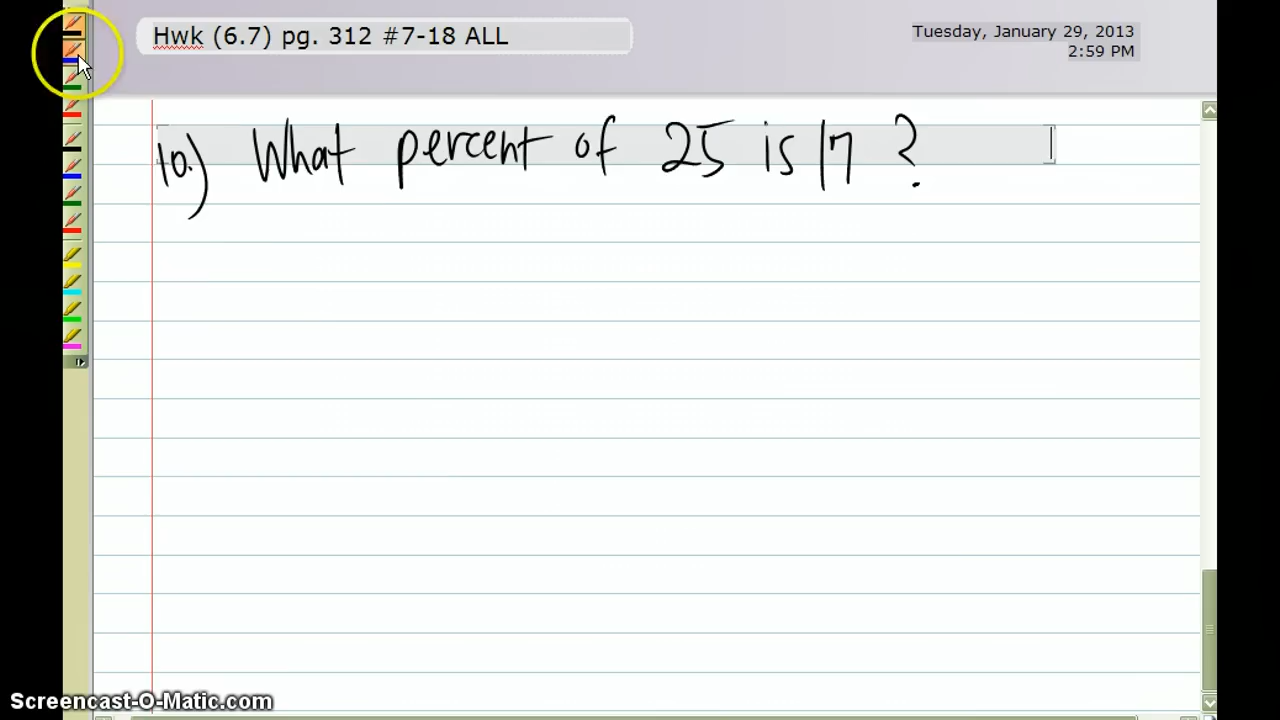 Hwk (6.7) pg. 312 #7-18 ALL
Tuesday, January 29, 2013
2:59 PM
10.) What percent of 25 is 17 ?
Screencast-O-Matic.com